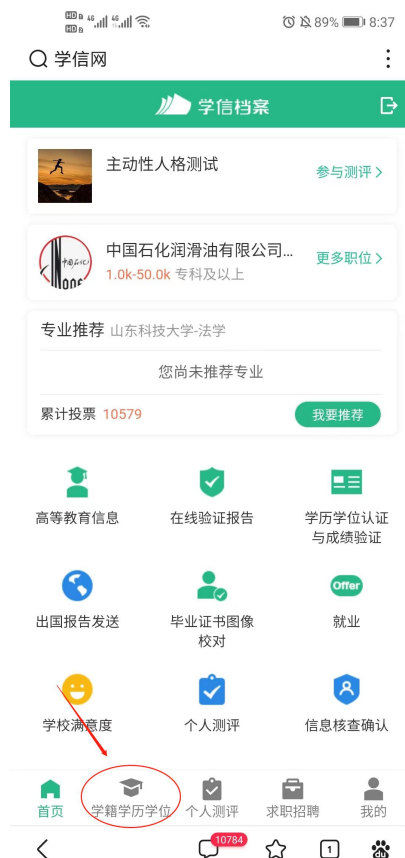 HD B 46 46 89% 8:37
HD B
学信网
学信档案
主动性人格测试
参与测评
中国石化润滑油有限公司...
更多职位
1.0k-50.0k 专科及以上
专业推荐 山东科技大学-法学
您尚未推荐专业
累计投票 10579
我要推荐
高等教育信息
在线验证报告
学历学位认证
与成绩验证
Offer
出国报告发送
毕业证书图像
校对
就业
学校满意度
个人测评
信息核查确认
首页
学籍学历学位
个人测评
求职招聘
我的
10784
1
du